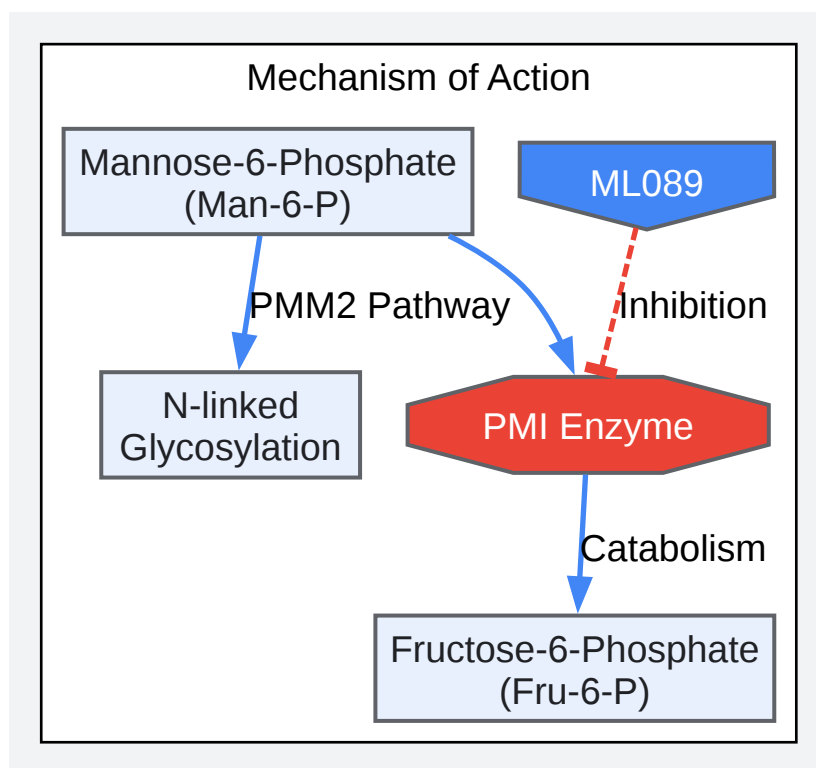 Mechanism of Action
Mannose-6-Phosphate
(Man-6-P)
ML089
PMM2 Pathway
Inhibition
N-linked
Glycosylation
PMI Enzyme
Catabolism
Fructose-6-Phosphate
(Fru-6-P)